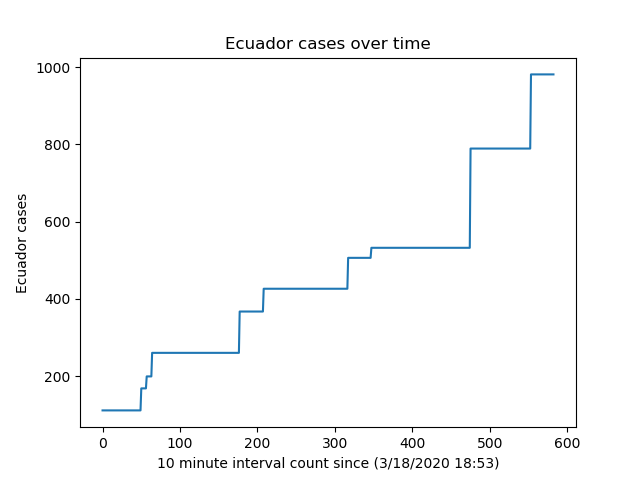 Ecuador cases over time
1000
800
600
400
200
Ecuador cases
0 100 200 300 400 500 600
10 minute interval count since (3/18/2020 18:53)